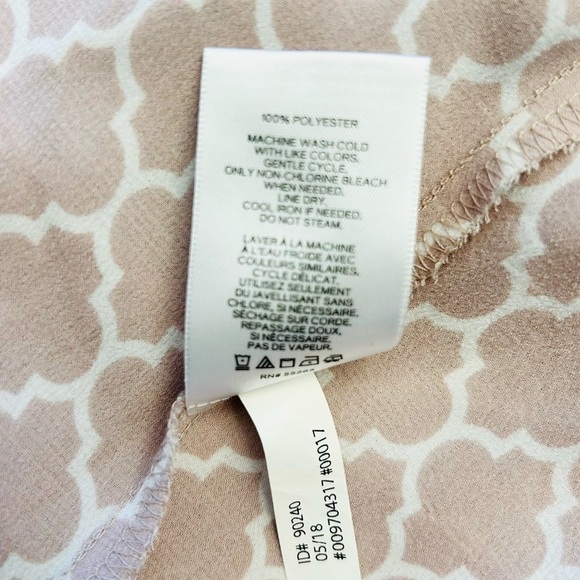 100% POLYESTER
MACHINE WASH COLD
WITH LIKE COLORS.
GENTLE CYCLE.
ONLY NON-CHLORINE BLEACH
WHEN NEEDED.
LINE DRY.
COOL IRON IF NEEDED.
DO NOT STEAM.
LAVER À LA MACHINE
À L'EAU FROIDE AVEC
COULEURS SIMILAIRES,
CYCLE DÉLICAT.
UTILISEZ SEULEMENT
DU JAVELLISANT SANS
CHLORE, SI NÉCESSAIRE.
SÉCHAGE SUR CORDE.
REPASSAGE DOUX,
SI NÉCESSAIRE.
PAS DE VAPEUR.
RN#
ID# 90240
05/18
#009704317 #00017